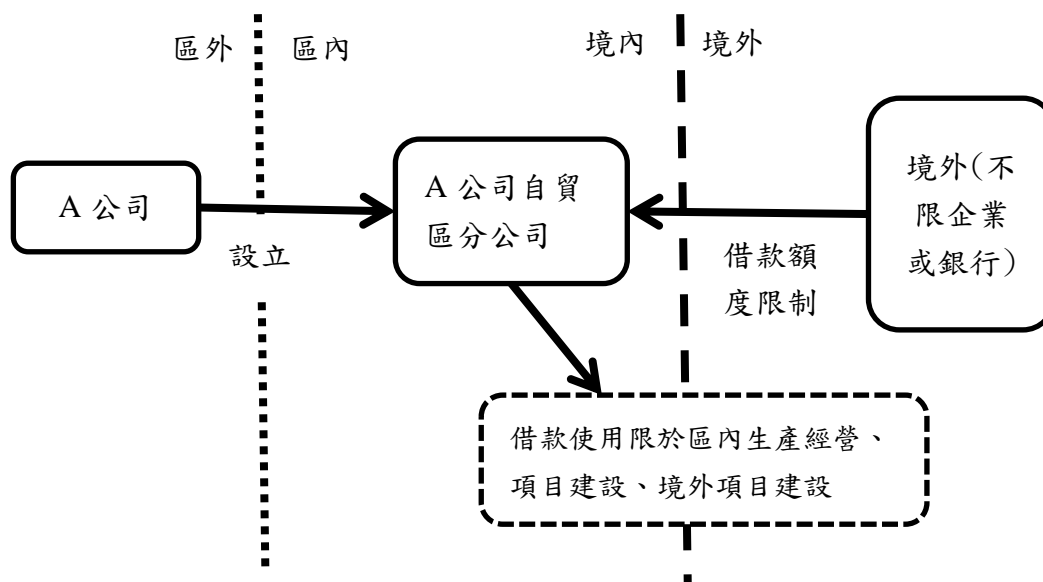 區外
區內
境內
境外
A 公司
設立
A 公司自貿
區分公司
借款額
度限制
境外(不
限企業
或銀行)
借款使用限於區內生產經營、
項目建設、境外項目建設